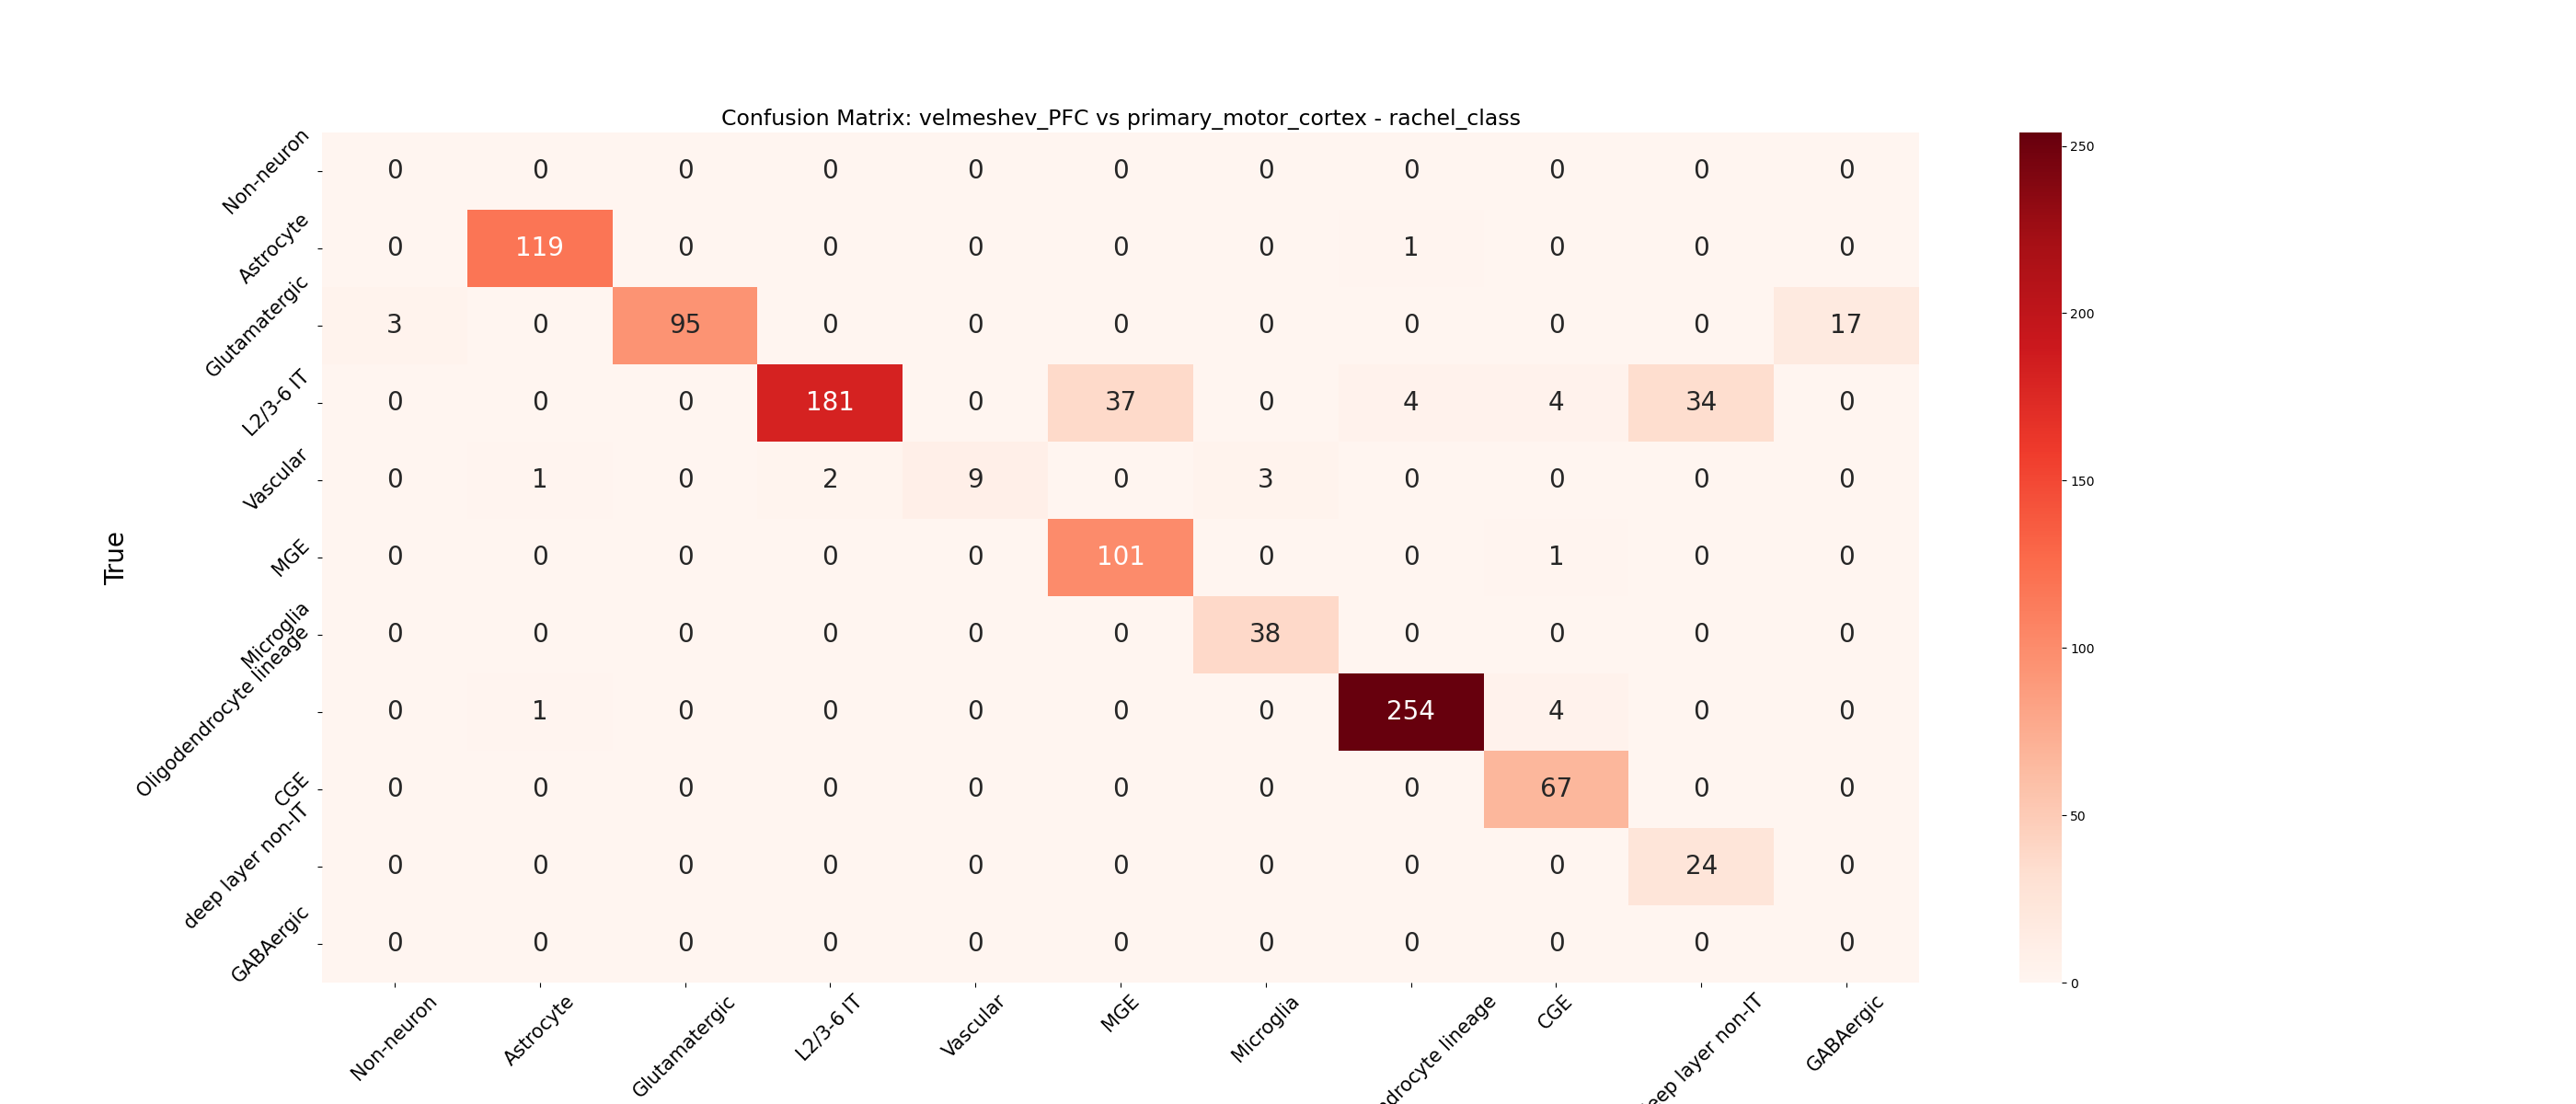 Confusion Matrix: velmeshev_PFC vs primary_motor_cortex - rachel_class
True
Non-neuron 0 0 0 0 0 0 0 0 0 0 0
Astrocyte 0 119 0 0 0 0 0 1 0 0 0
Glutamatergic 3 0 95 0 0 0 0 0 0 0 17
L2/3-6 IT 0 0 0 181 0 37 0 4 4 34 0
Vascular 0 1 0 2 9 0 3 0 0 0 0
MGE 0 0 0 0 0 101 0 0 1 0 0
Microglia 0 0 0 0 0 0 38 0 0 0 0
Oligodendrocyte lineage 0 1 0 0 0 0 0 254 4 0 0
CGE 0 0 0 0 0 0 0 0 67 0 0
deep layer non-IT 0 0 0 0 0 0 0 0 0 24 0
GABAergic 0 0 0 0 0 0 0 0 0 0 0
Non-neuron Astrocyte Glutamatergic L2/3-6 IT Vascular MGE Microglia lineage CGE layer non-IT GABAergic
250
200
150
100
50
0